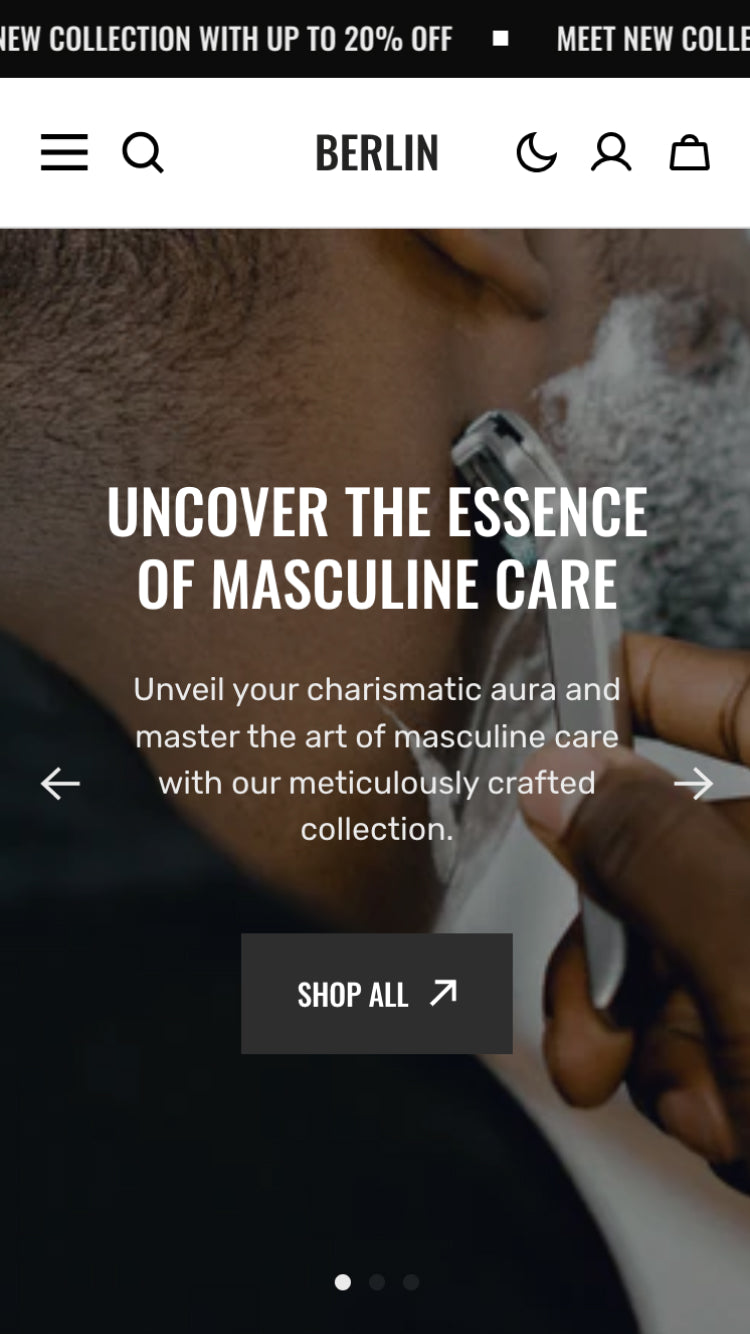 NEW COLLECTION WITH UP TO 20% OFF MEET NEW
BERLIN
UNCOVER THE ESSENCE
OF MASCULINE CARE
Unveil your charismatic aura and
master the art of masculine care
with our meticulously crafted
collection.
SHOP ALL